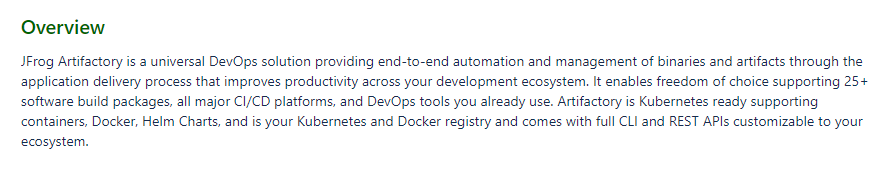 Overview
JFrog Artifactory is a universal DevOps solution providing end-to-end automation and management of binaries and artifacts through the
application delivery process that improves productivity across your development ecosystem. It enables freedom of choice supporting 25+
software build packages, all major CI/CD platforms, and DevOps tools you already use. Artifactory is Kubernetes ready supporting
containers, Docker, Helm Charts, and is your Kubernetes and Docker registry and comes with full CLI and REST APIs customizable to your
ecosystem.